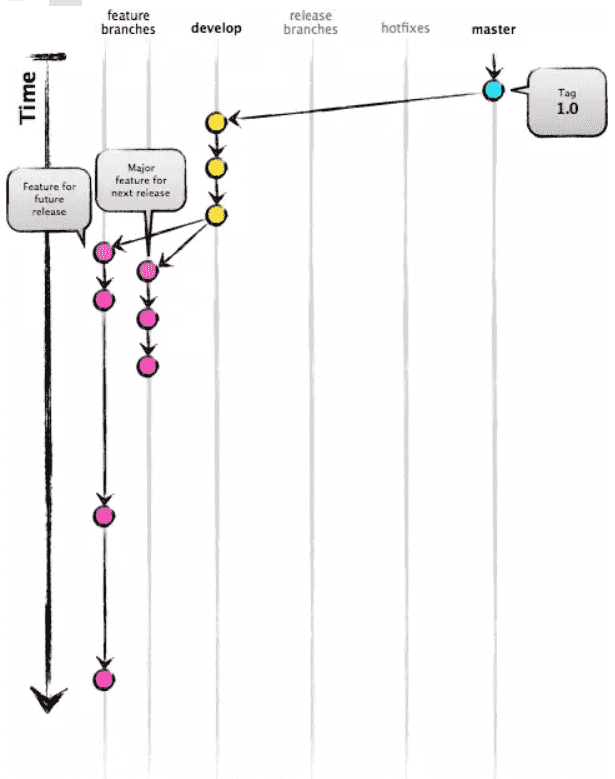 feature
branches
develop
release
branches
hotfixes
master
Time
Tag
1.0
Major
feature for
next release
Feature for
future
release